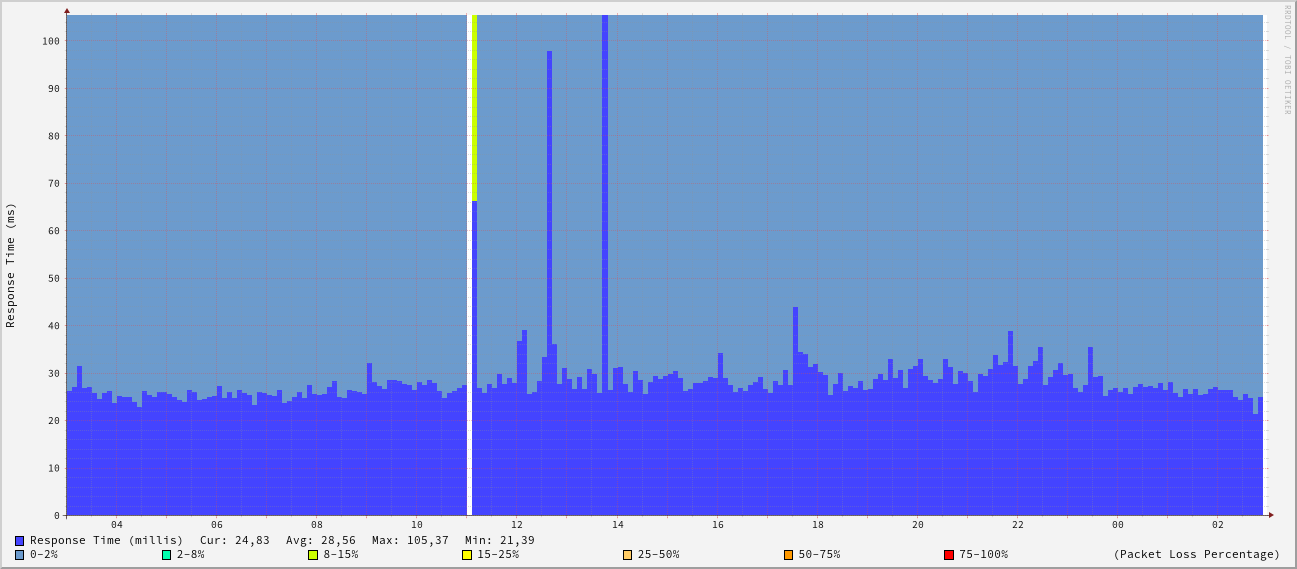 RRDTOOL / TOBI OETIKER
Response Time (ms)
100
90
80
70
60
50
40
30
20
10
0
04 06 08 10 12 14 16 18 20 22 00 02
Response Time (millis) Cur: 24,83 Avg: 28,56 Max: 105,37 Min: 21,39
0-2% 2-8% 8-15% 15-25% 25-50% 50-75% 75-100% (Packet Loss Percentage)